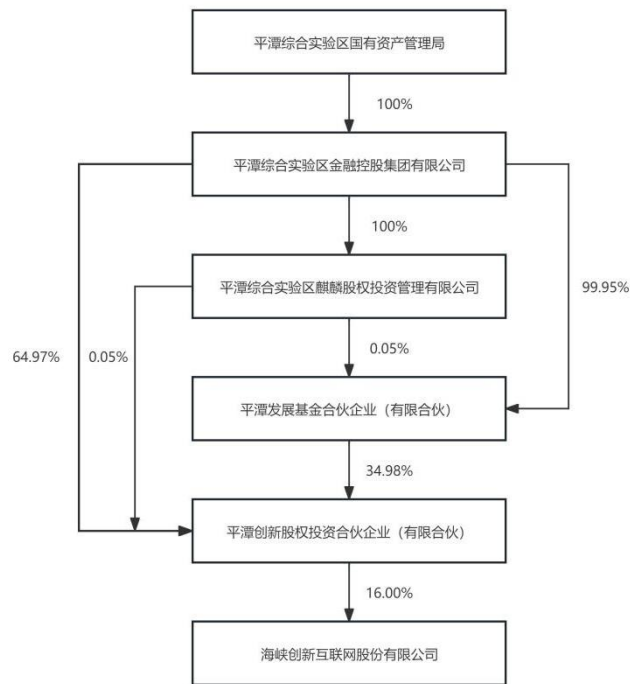 平潭综合实验区国有资产管理局
100%
平潭综合实验区金融控股集团有限公司
100%
平潭综合实验区麒麟股权投资管理有限公司
99.95%
64.97%
0.05%
0.05%
平潭发展基金合伙企业（有限合伙）
34.98%
平潭创新股权投资合伙企业（有限合伙）
16.00%
海峡创新互联网股份有限公司